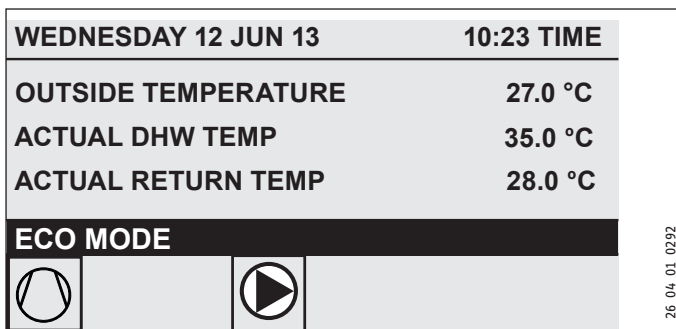 WEDNESDAY 12 JUN 13 10:23 TIME
OUTSIDE TEMPERATURE 27.0 °C
ACTUAL DHW TEMP 35.0 °C
ACTUAL RETURN TEMP 28.0 °C
ECO MODE
26 04 01 0292